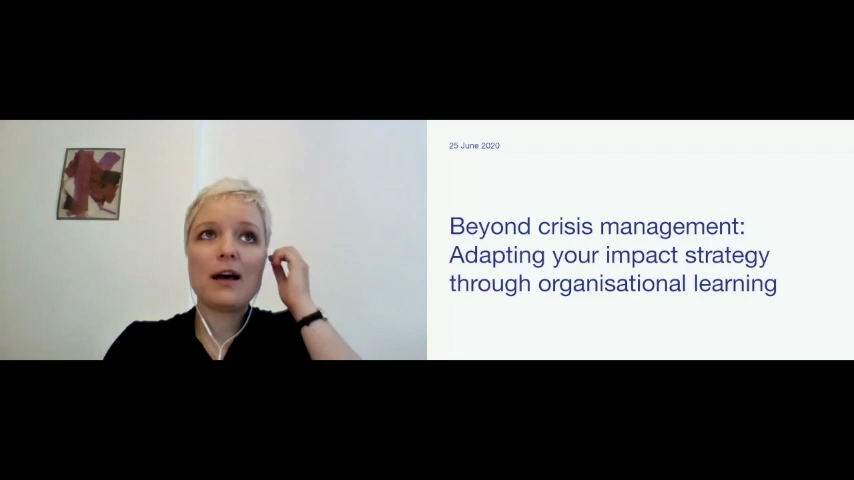 25 June 2020
Beyond crisis management:
Adapting your impact strategy
through organisational learning